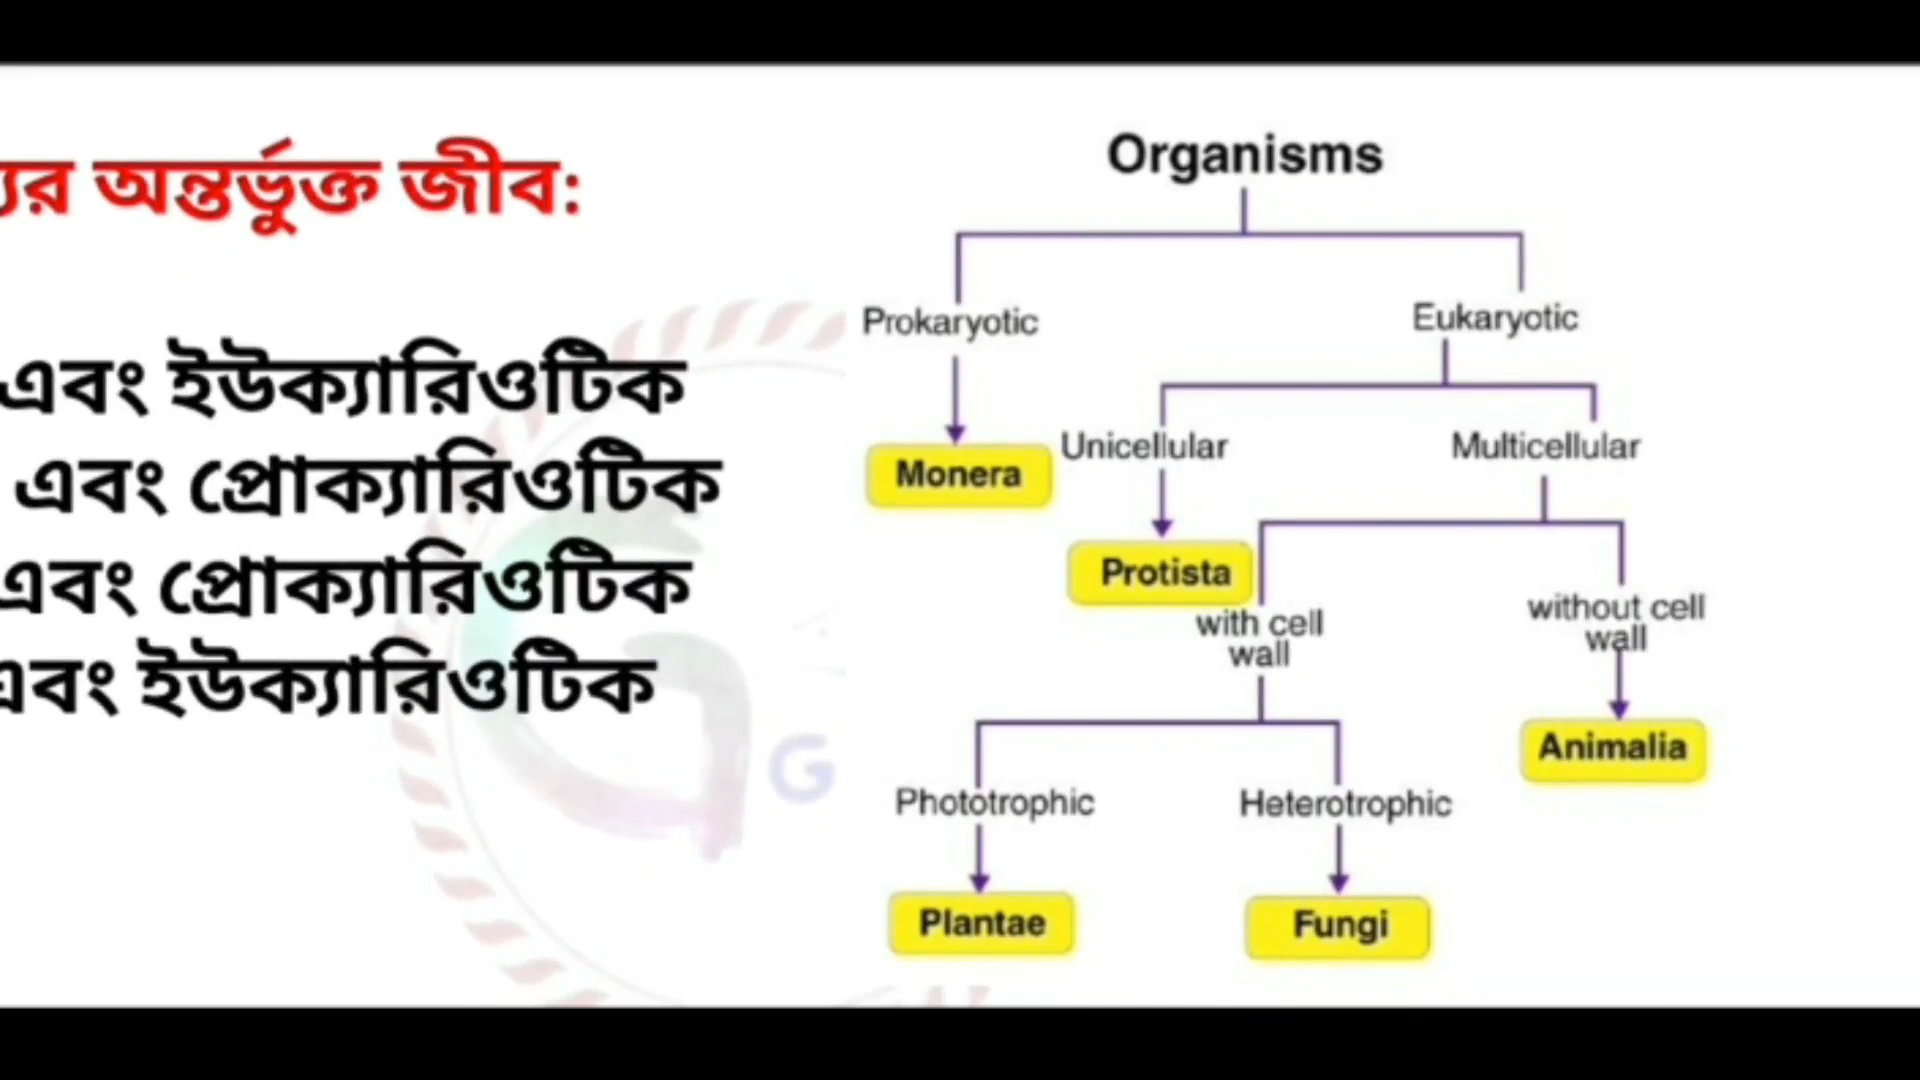 অন্তর্ভুক্ত জীব:
এবং ইউক্যারিওটিক
এবং প্রোক্যারিওটিক
এবং প্রোক্যারিওটিক
এবং ইউক্যারিওটিক
G
Organisms
Prokaryotic
Eukaryotic
Monera
Unicellular
Multicellular
Protista
with cell
wall
without cell
wall
Animalia
Phototrophic
Heterotrophic
Plantae
Fungi